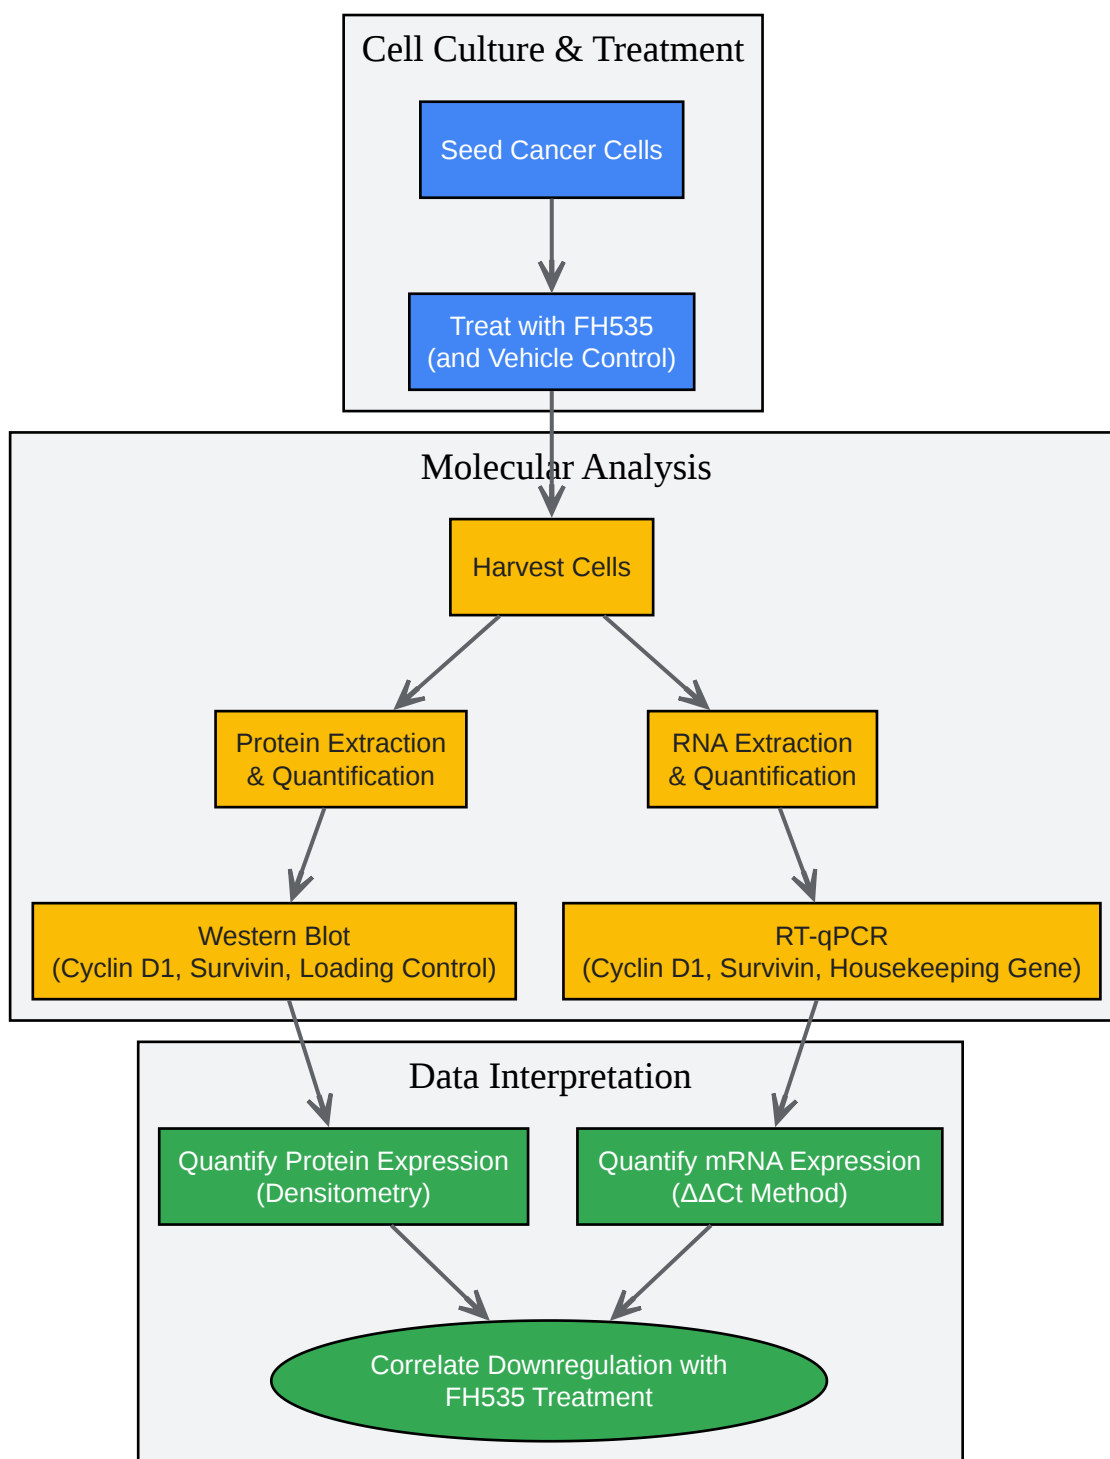 Cell Culture & Treatment
Seed Cancer Cells
Treat with FH535
(and Vehicle Control)
Molecular Analysis
Harvest Cells
Protein Extraction
& Quantification
RNA Extraction
& Quantification
Western Blot
(Cyclin D1, Survivin, Loading Control)
RT-qPCR
(Cyclin D1, Survivin, Housekeeping Gene)
Data Interpretation
Quantify Protein Expression
(Densitometry)
Quantify mRNA Expression
(ΔΔCt Method)
Correlate Downregulation with
FH535 Treatment